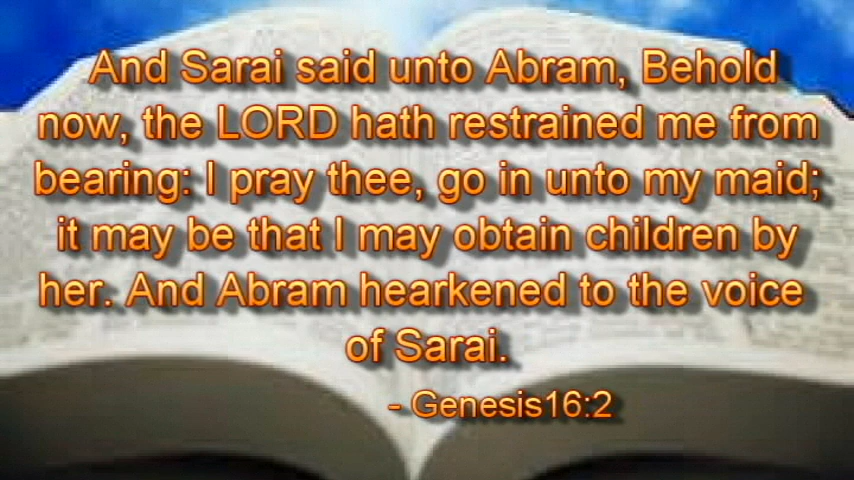 And Sarai said unto Abram, Behold
now, the LORD hath restrained me from
bearing: I pray thee, go in unto my maid;
it may be that I may obtain children by
her. And Abram hearkened to the voice
of Sarai.
- Genesis16:2